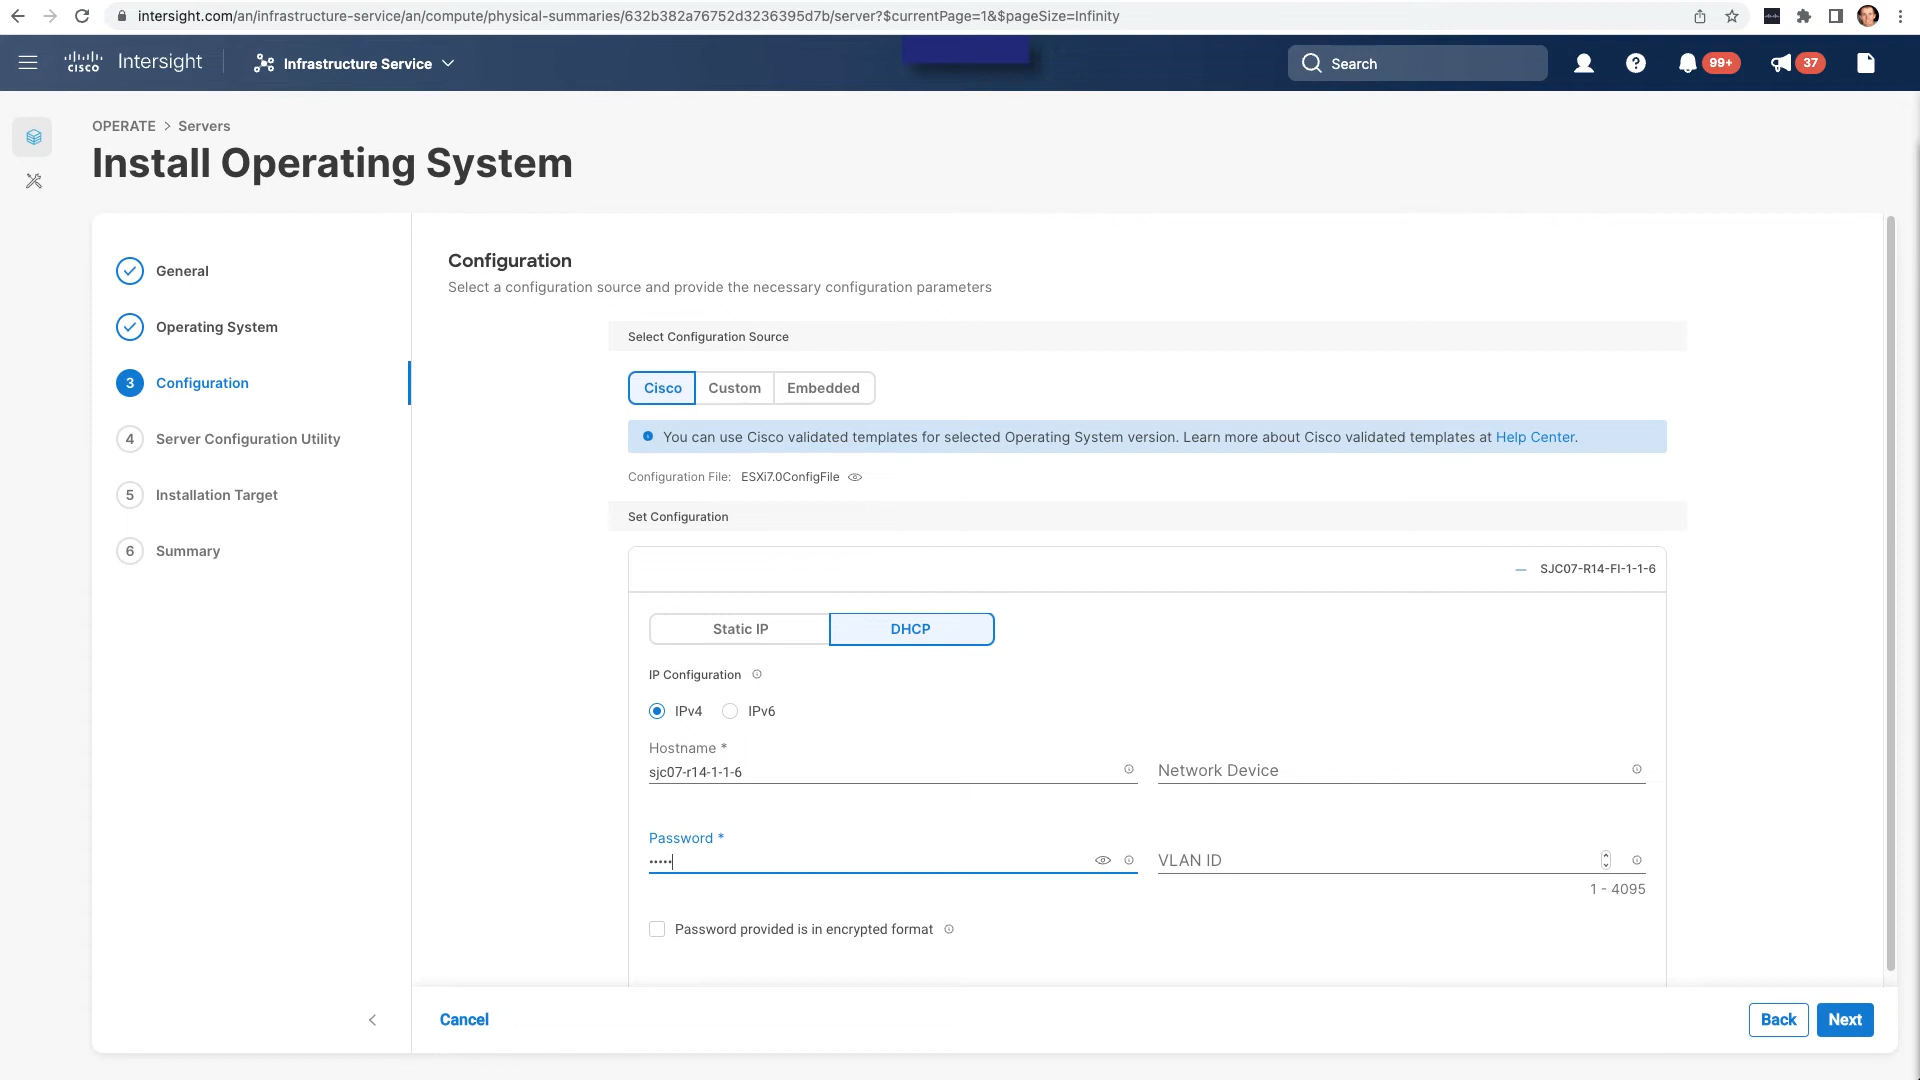 intersight.com/an/infrastructure-service/an/compute/physical-summaries/632b382a76752d3236395d7b/server?$currentPage=1&$pageSize=Infinity
CISCO Intersight Infrastructure Service Search 99+ 37
OPERATE > Servers
Install Operating System
General
Operating System
3 Configuration
4 Server Configuration Utility
5 Installation Target
6 Summary
Configuration
Select a configuration source and provide the necessary configuration parameters
Select Configuration Source
Cisco Custom Embedded
You can use Cisco validated templates for selected Operating System version. Learn more about Cisco validated templates at Help Center.
Configuration File: ESXi7.0ConfigFile
Set Configuration
SJC07-R14-FI-1-1-6
Static IP DHCP
IP Configuration
IPv4 IPv6
Hostname *
sjc07-r14-1-1-6 Network Device
Password *
••••• VLAN ID
1 - 4095
Password provided is in encrypted format
Cancel Back Next